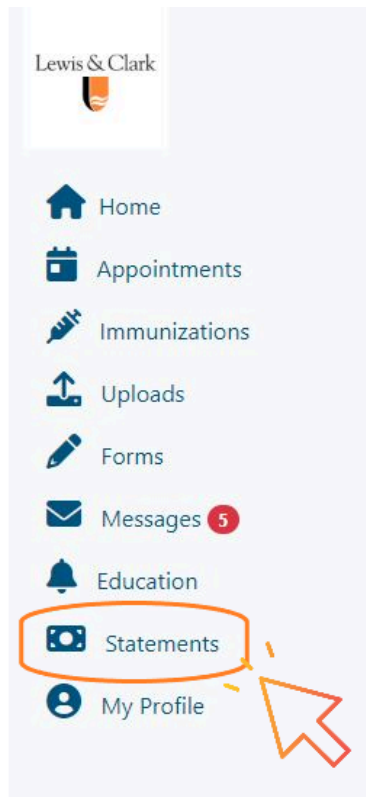 Lewis & Clark
Home
Appointments
Immunizations
Uploads
Forms
Messages 5
Education
Statements
My Profile